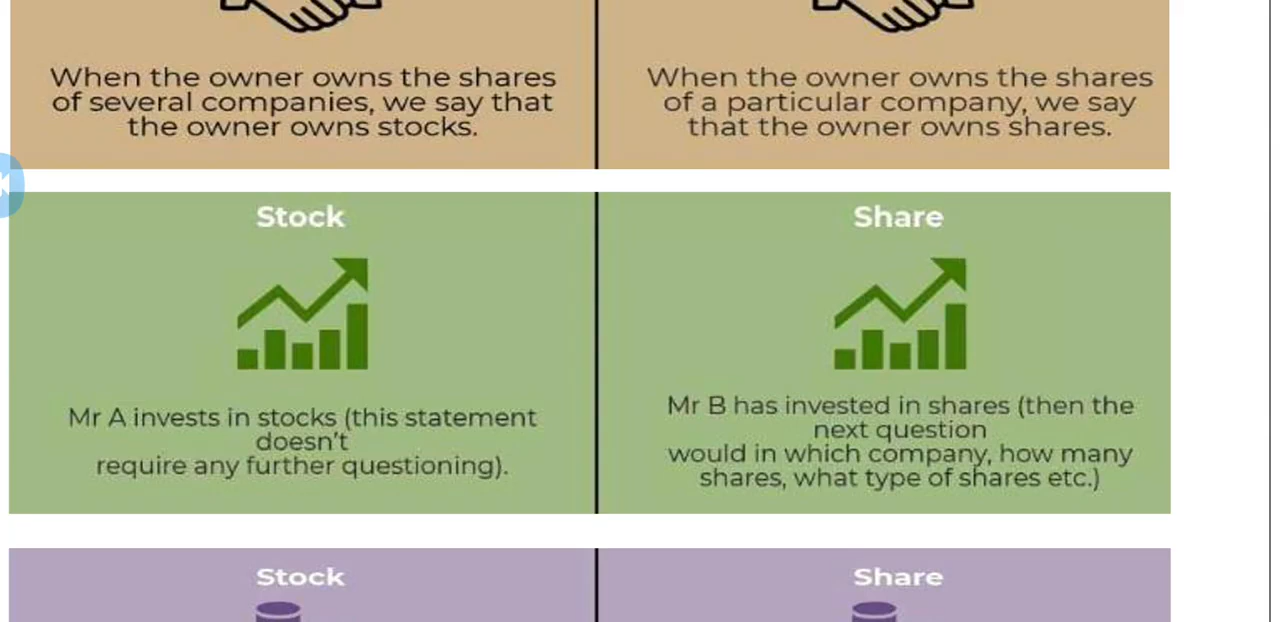 When the owner owns the shares
of several companies, we say that
the owner owns stocks.
When the owner owns the shares
of a particular company, we say
that the owner owns shares.
Stock
Mr A invests in stocks (this statement
doesn't
require any further questioning).
Share
Mr B has invested in shares (then the
next question
would in which company, how many
shares, what type of shares etc.)
Stock
Share